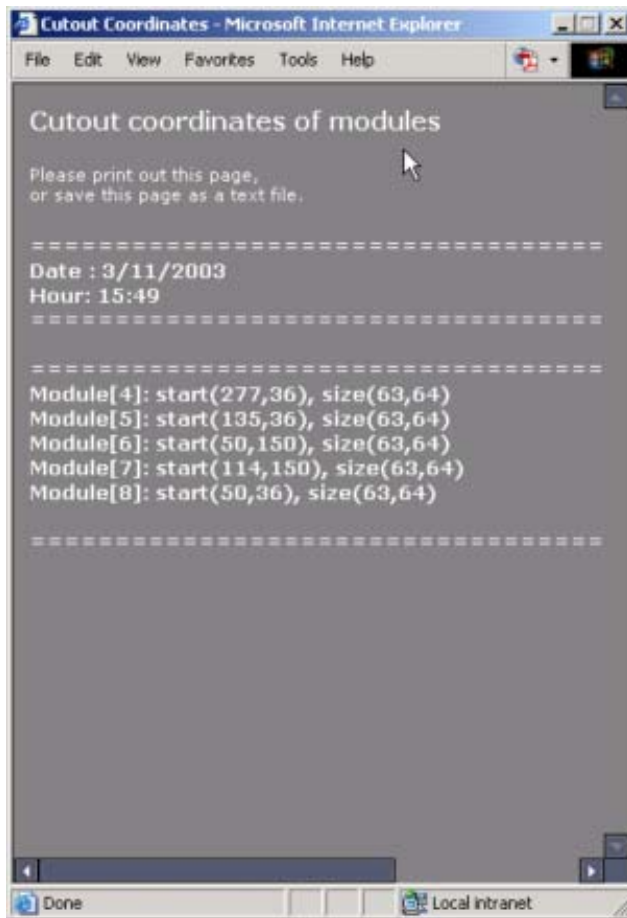 Cutout Coordinates - Microsoft Internet Explorer
File Edit View Favorites Tools Help
Cutout coordinates of modules
Please print out this page,
or save this page as a text file.
==================================
Date : 3/11/2003
Hour: 15:49
==================================
==================================
Module[4]: start(277,36), size(63,64)
Module[5]: start(135,36), size(63,64)
Module[6]: start(50,150), size(63,64)
Module[7]: start(114,150), size(63,64)
Module[8]: start(50,36), size(63,64)
==================================
Done
Local intranet